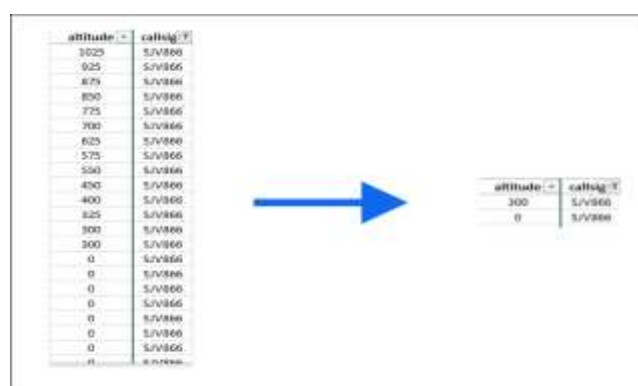 altitude callsig
1025 SJV866
925 SJV866
875 SJV866
850 SJV866
775 SJV866
700 SJV866
625 SJV866
575 SJV866
550 SJV866
450 SJV866
400 SJV866
325 SJV866
300 SJV866
300 SJV866
0 SJV866
0 SJV866
0 SJV866
0 SJV866
0 SJV866
0 SJV866
0 SJV866
altitude callsig
300 SJV866
0 SJV866